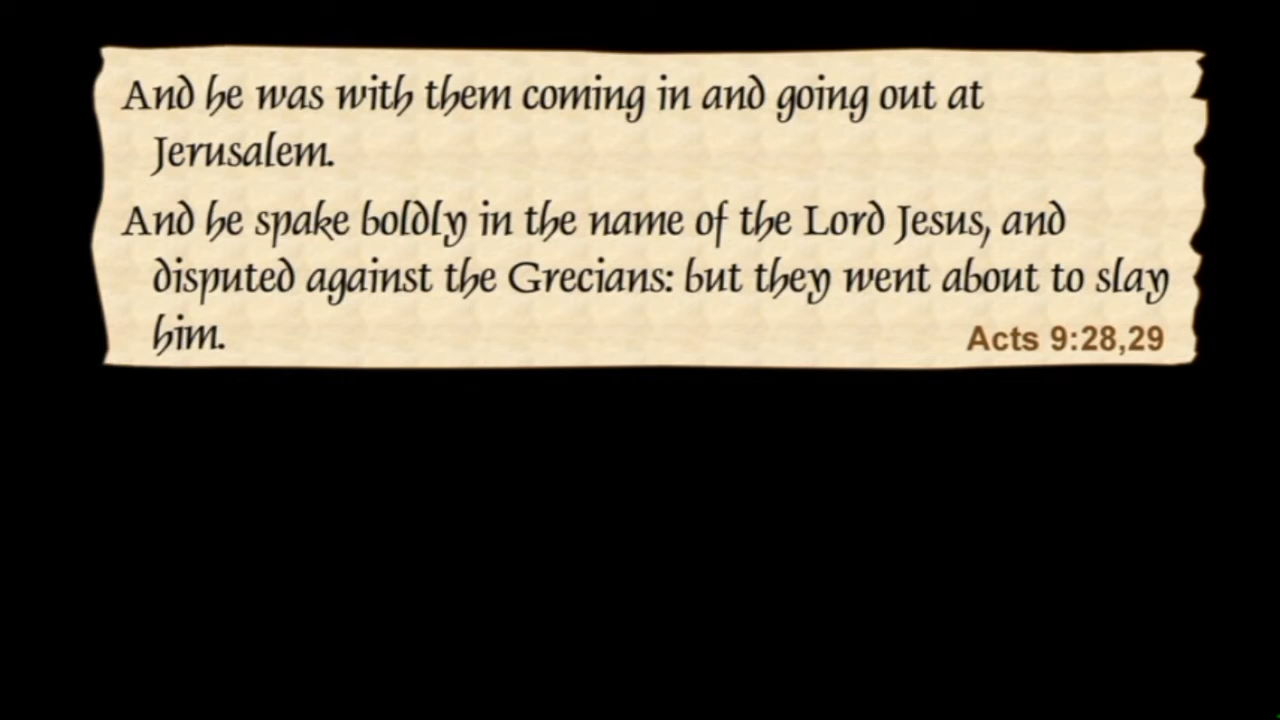 And he was with them coming in and going out at
Jerusalem.
And he spake boldly in the name of the Lord Jesus, and
disputed against the Grecians: but they went about to slay
him.
Acts 9:28,29